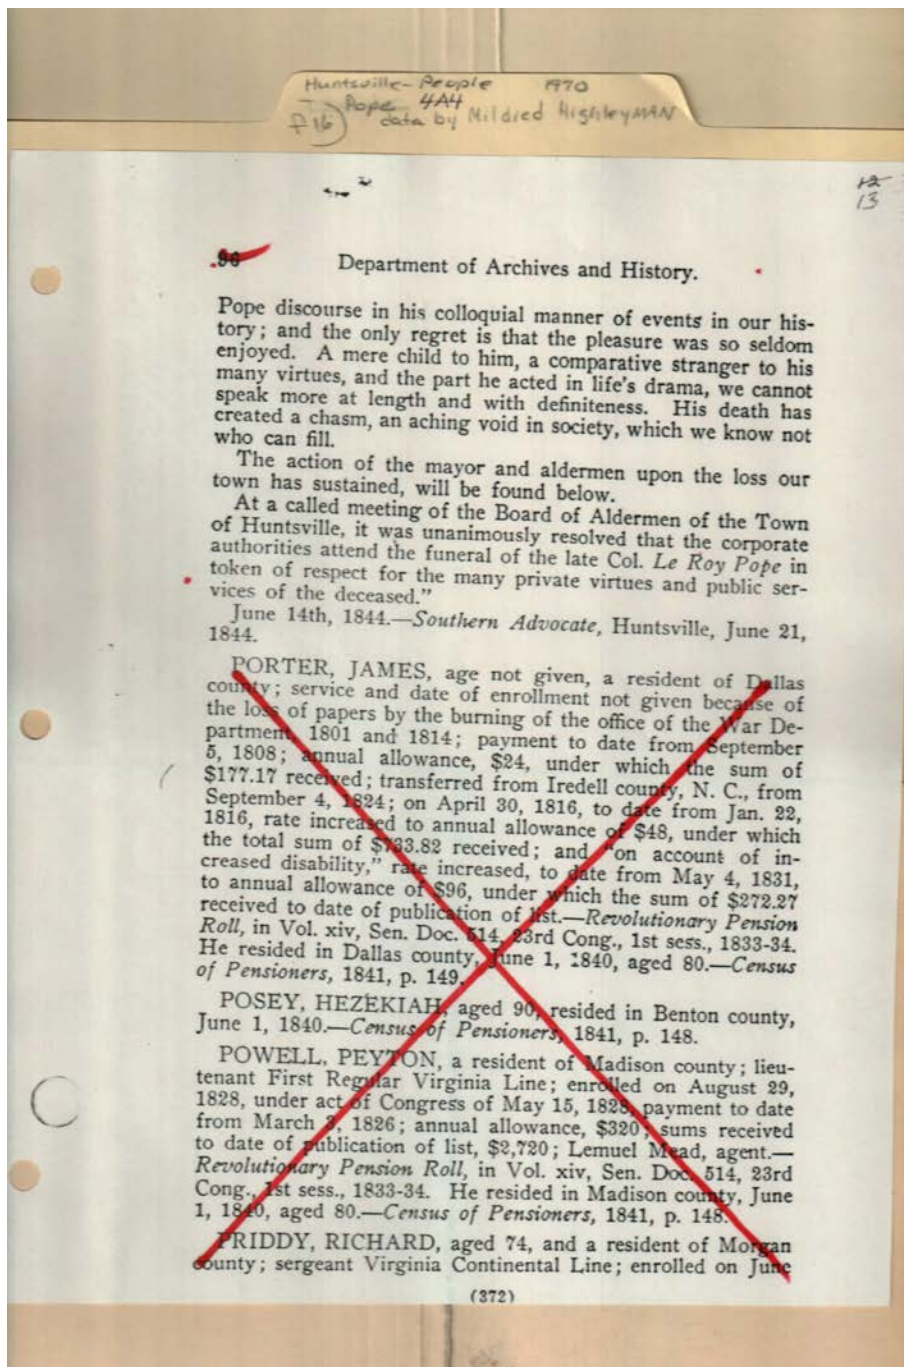 Huntsville - People 1970
Pope 4A4
P16) data by Mildred Highleyman
12
13
96 Department of Archives and History.
Pope discourse in his colloquial manner of events in our his-
tory; and the only regret is that the pleasure was so seldom
enjoyed. A mere child to him, a comparative stranger to his
many virtues, and the part he acted in life's drama, we cannot
speak more at length and with definiteness. His death has
created a chasm, an aching void in society, which we know not
who can fill.
The action of the mayor and aldermen upon the loss our
town has sustained, will be found below.
At a called meeting of the Board of Aldermen of the Town
of Huntsville, it was unanimously resolved that the corporate
authorities attend the funeral of the late Col. Le Roy Pope in
token of respect for the many private virtues and public ser-
vices of the deceased."
June 14th, 1844.—Southern Advocate, Huntsville, June 21,
1844.
PORTER, JAMES, age not given, a resident of Dallas
county; service and date of enrollment not given because of
the loss of papers by the burning of the office of the War De-
partment, 1801 and 1814; payment to date from September
5, 1808; annual allowance, $24, under which the sum of
$177.17 received; transferred from Iredell county, N. C., from
September 4, 1824; on April 30, 1816, to date from Jan. 22,
1816, rate increased to annual allowance of $48, under which
the total sum of $733.82 received; and "on account of in-
creased disability," rate increased, to date from May 4, 1831,
to annual allowance of $96, under which the sum of $272.27
received to date of publication of list.—Revolutionary Pension
Roll, in Vol. xiv, Sen. Doc. 514, 23rd Cong., 1st sess., 1833-34.
He resided in Dallas county, June 1, 1840, aged 80.—Census
of Pensioners, 1841, p. 149.
POSEY, HEZEKIAH, aged 90, resided in Benton county,
June 1, 1840.—Census of Pensioners, 1841, p. 148.
POWELL, PEYTON, a resident of Madison county; lieu-
tenant First Regular Virginia Line; enrolled on August 29,
1828, under act of Congress of May 15, 1828, payment to date
from March 3, 1826; annual allowance, $320; sums received
to date of publication of list, $2,720; Lemuel Mead, agent.—
Revolutionary Pension Roll, in Vol. xiv, Sen. Doc. 514, 23rd
Cong., 1st sess., 1833-34. He resided in Madison county, June
1, 1840, aged 80.—Census of Pensioners, 1841, p. 148.
PRIDDY, RICHARD, aged 74, and a resident of Morgan
county; sergeant Virginia Continental Line; enrolled on June
(372)